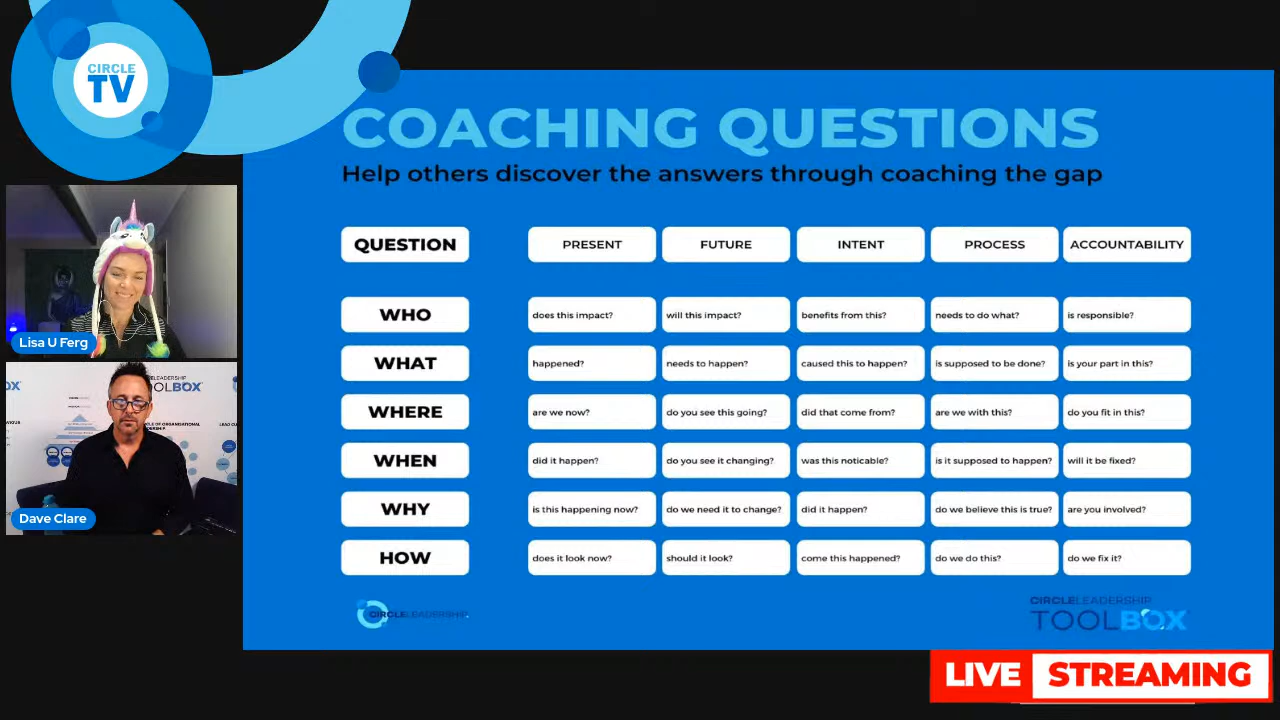 CIRCLE
TV
COACHING QUESTIONS
Help others discover the answers through coaching the gap
QUESTION PRESENT FUTURE INTENT PROCESS ACCOUNTABILITY
WHO does this impact? will this impact? benefits from this? needs to do what? is responsible?
WHAT happened? needs to happen? caused this to happen? is supposed to be done? is your part in this?
WHERE are we now? do you see this going? did that come from? are we with this? do you fit in this?
WHEN did it happen? do you see it changing? was this noticable? is it supposed to happen? will it be fixed?
WHY is this happening now? do we need it to change? did it happen? do we believe this is true? are you involved?
HOW does it look now? should it look? come this happened? do we do this? do we fix it?
CIRCLELEADERSHIP
CIRCLELEADERSHIP
TOOLBOX
Lisa U Ferg
Dave Clare
LIVE STREAMING